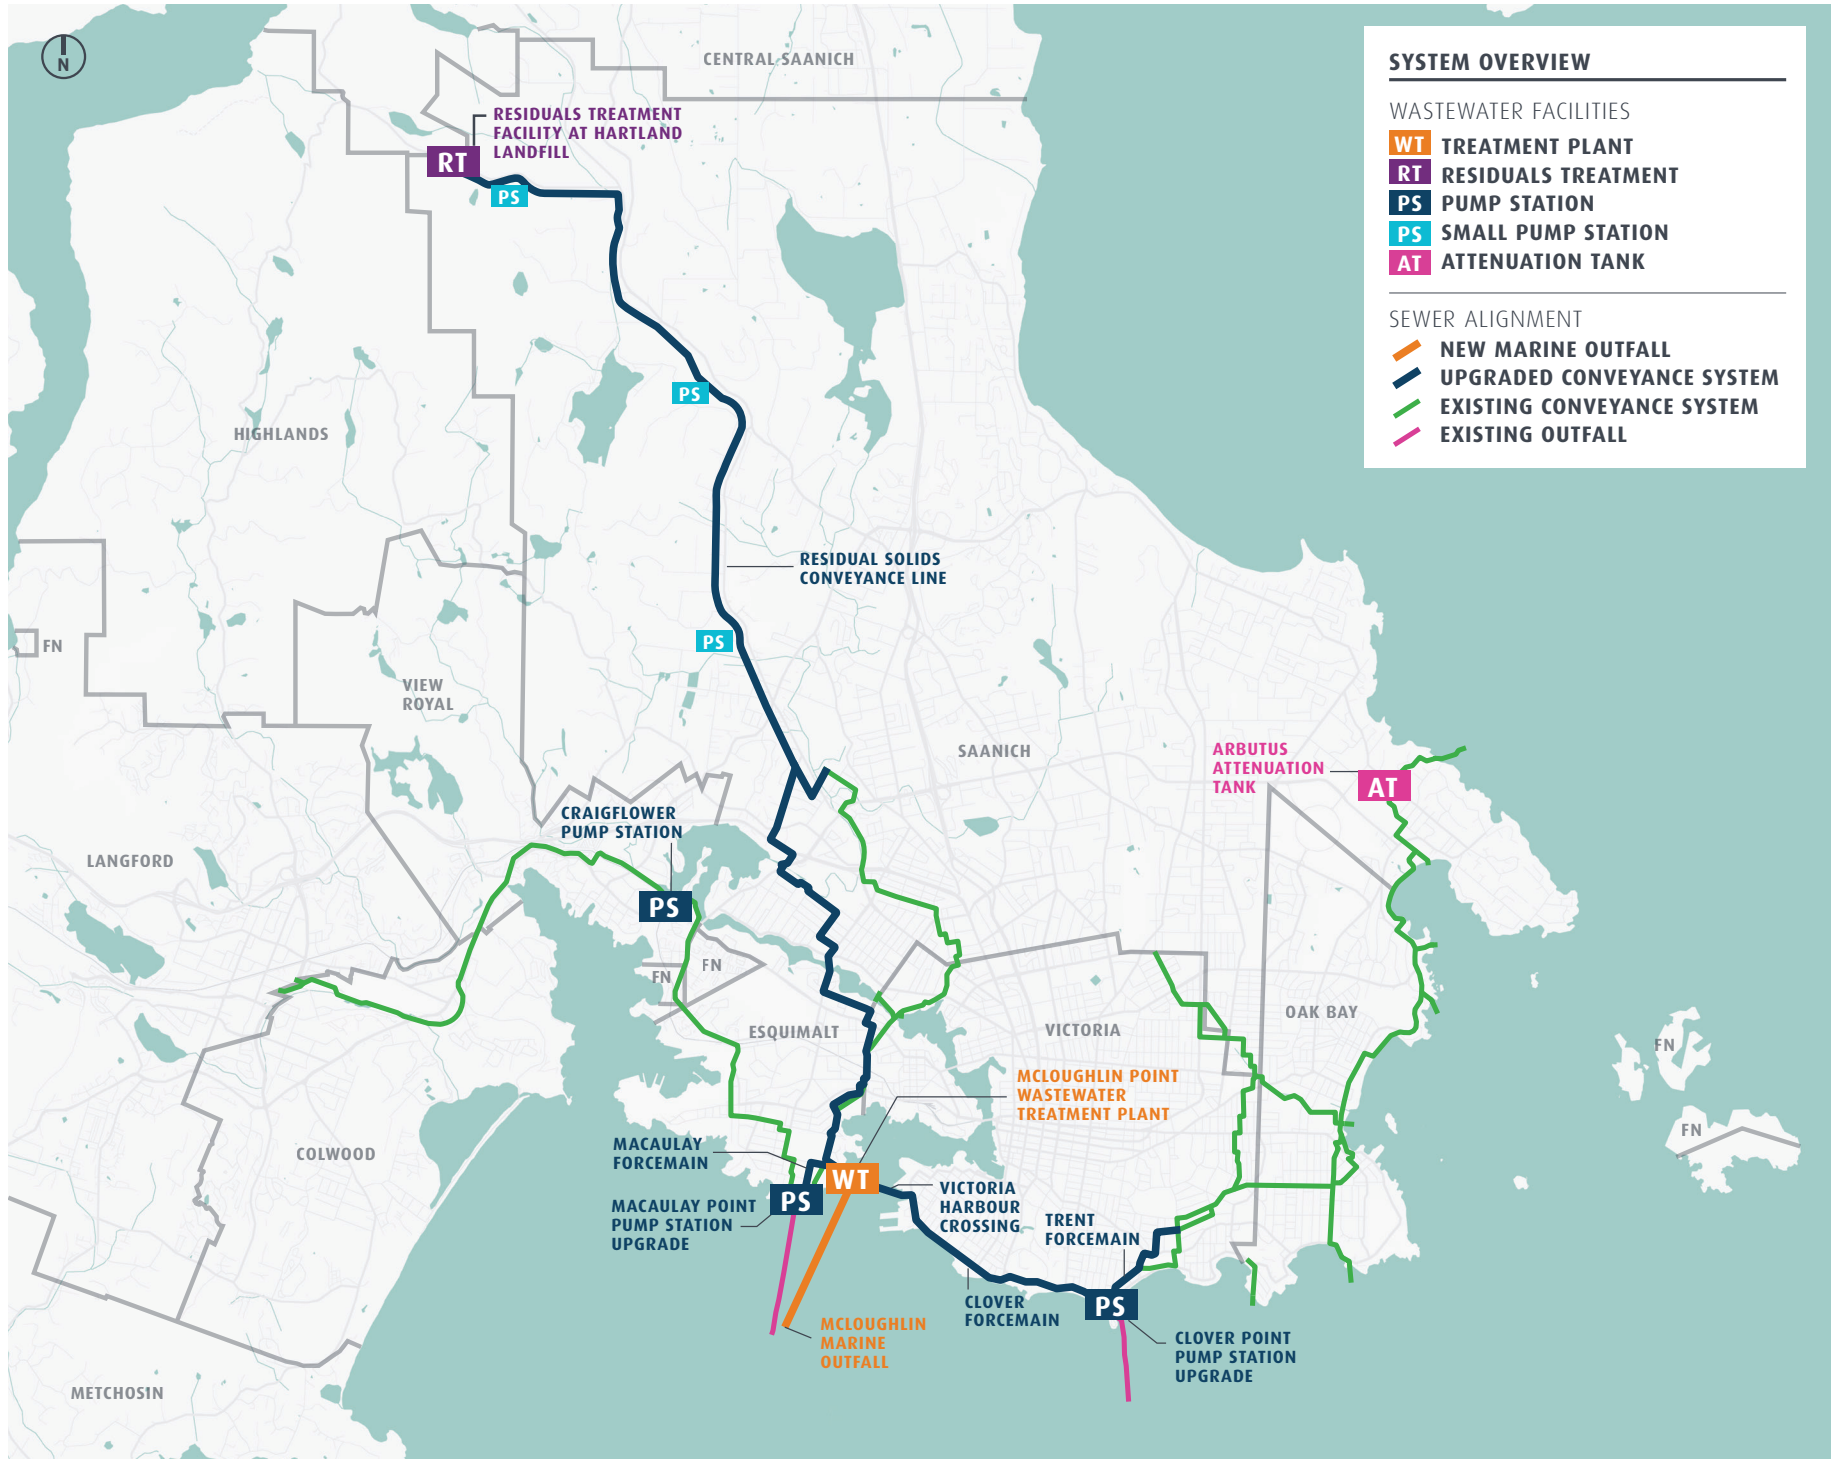 N
CENTRAL SAANICH
RESIDUALS TREATMENT
FACILITY AT HARTLAND
LANDFILL
RT
PS
PS
HIGHLANDS
RESIDUAL SOLIDS
CONVEYANCE LINE
PS
FN
VIEW
ROYAL
SAANICH
ARBUTUS
ATTENUATION
TANK
AT
CRAIGFLOWER
PUMP STATION
LANGFORD
PS
FN
FN
ESQUIMALT
VICTORIA
OAK BAY
FN
MCLOUGHLIN POINT
WASTEWATER
TREATMENT PLANT
FN
COLWOOD
MACAULAY
FORCEMAIN
WT
PS
MACAULAY POINT
PUMP STATION
UPGRADE
VICTORIA
HARBOUR
CROSSING
TRENT
FORCEMAIN
CLOVER
FORCEMAIN
PS
MCLOUGHLIN
MARINE
OUTFALL
CLOVER POINT
PUMP STATION
UPGRADE
METCHOSIN
SYSTEM OVERVIEW
WASTEWATER FACILITIES
WT TREATMENT PLANT
RT RESIDUALS TREATMENT
PS PUMP STATION
PS SMALL PUMP STATION
AT ATTENUATION TANK
SEWER ALIGNMENT
NEW MARINE OUTFALL
UPGRADED CONVEYANCE SYSTEM
EXISTING CONVEYANCE SYSTEM
EXISTING OUTFALL